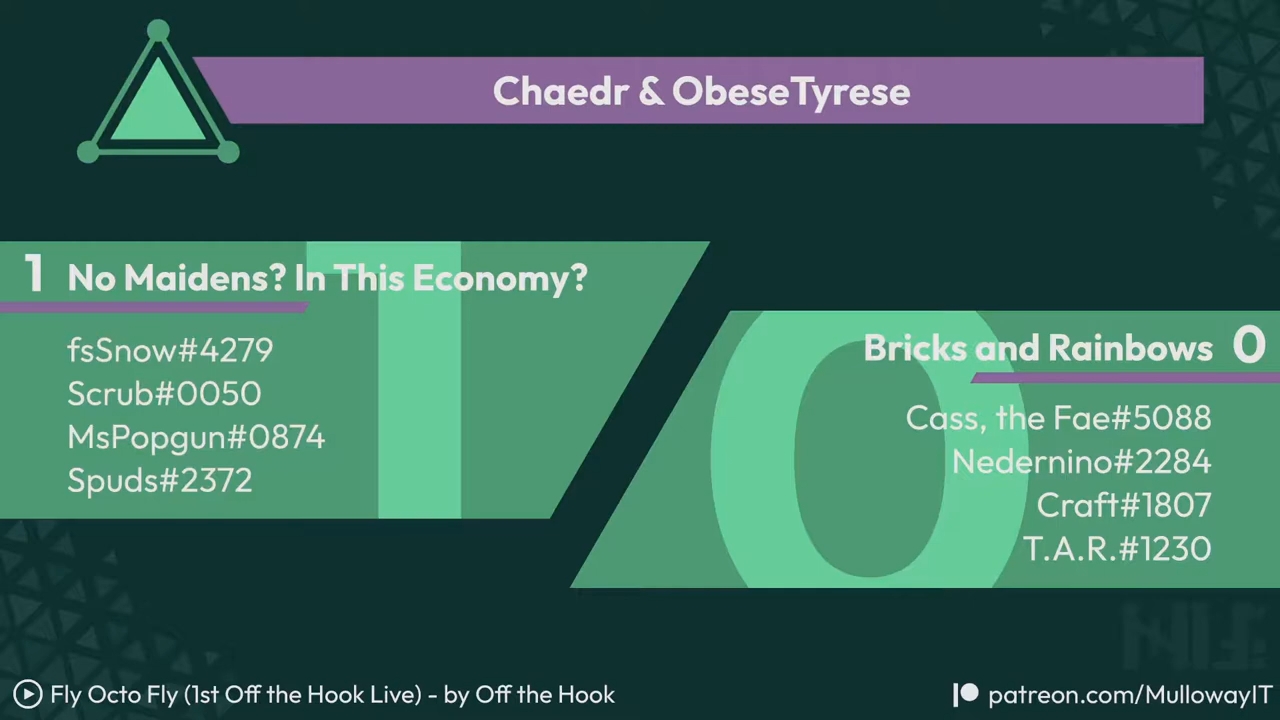 Chaedr & ObeseTyrese
1 No Maidens? In This Economy?
fsSnow#4279
Scrub#0050
MsPopgun#0874
Spuds#2372
1
Bricks and Rainbows 0
Cass, the Fae#5088
Nedernino#2284
Craft#1807
T.A.R.#1230
0
Fly Octo Fly (1st Off the Hook Live) - by Off the Hook
patreon.com/MullowayIT